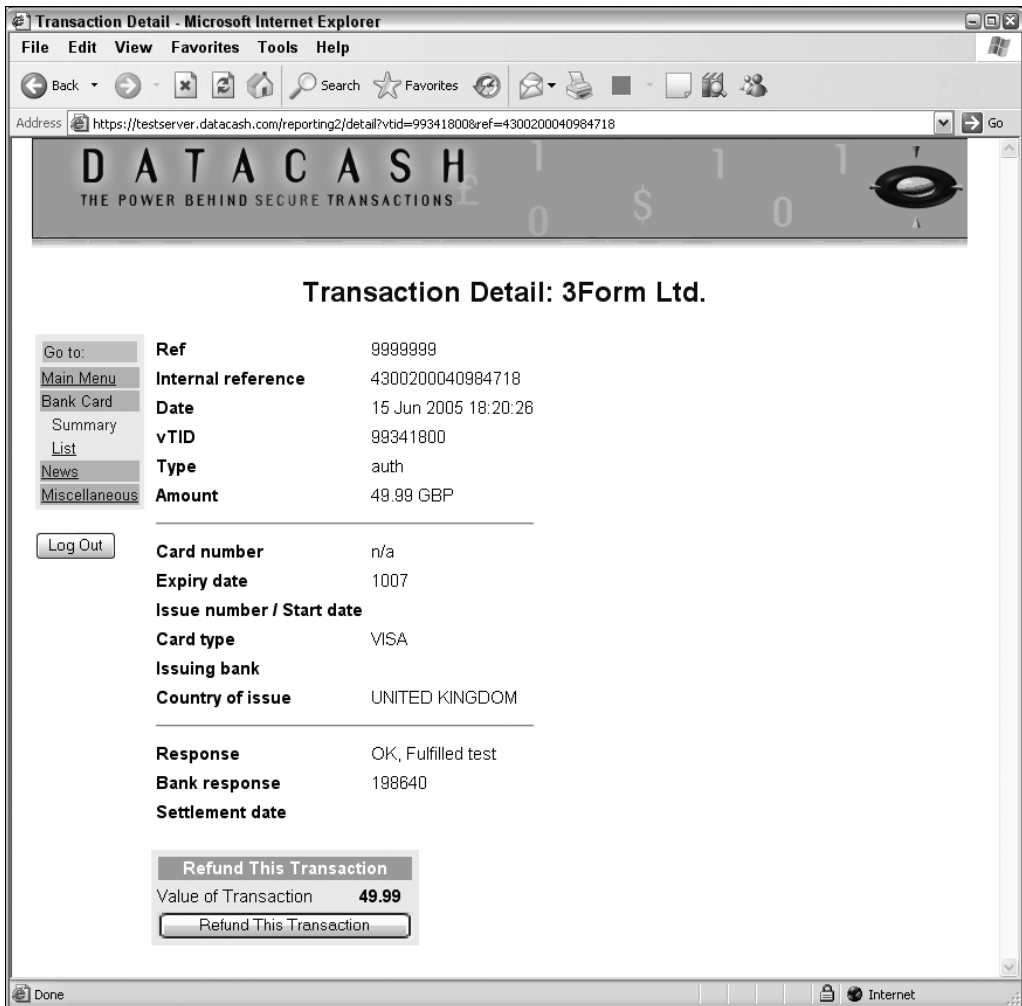 Transaction Detail - Microsoft Internet Explorer
File Edit View Favorites Tools Help
Back Search Favorites
Address https://testserver.datacash.com/reporting2/detail?vtid=99341800&ref=4300200040984718 Go
DATACASH
THE POWER BEHIND SECURE TRANSACTIONS
£ 1 0 $ 1 0 1
Transaction Detail: 3Form Ltd.
Go to:
Main Menu
Bank Card
Summary
List
News
Miscellaneous
Log Out
Ref 9999999
Internal reference 4300200040984718
Date 15 Jun 2005 18:20:26
vTID 99341800
Type auth
Amount 49.99 GBP
Card number n/a
Expiry date 1007
Issue number / Start date
Card type VISA
Issuing bank
Country of issue UNITED KINGDOM
Response OK, Fulfilled test
Bank response 198640
Settlement date
Refund This Transaction
Value of Transaction 49.99
Refund This Transaction
Done Internet